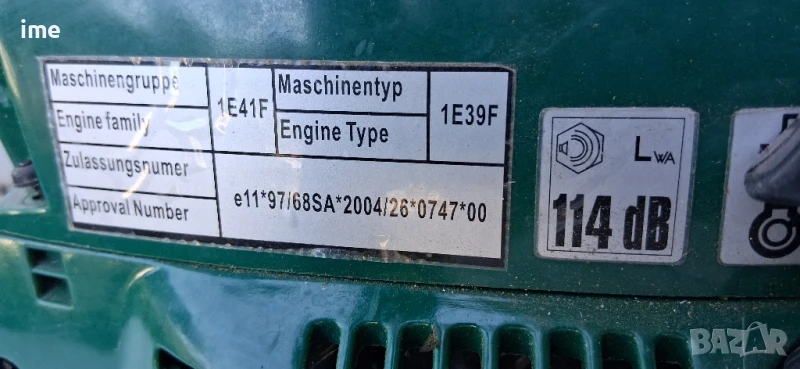 ime
Maschinengruppe
Engine family
1E41F
Maschinentyp
Engine Type
1E39F
Zulassungsnumer
Approval Number
e11*97/68SA*2004/26*0747*00
LWA
114 dB
BAZAR